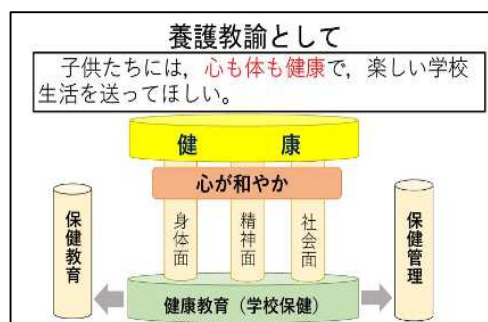 養護教諭として
子供たちには，心も体も健康で，楽しい学校
生活を送ってほしい。
健　康
心が和やか
保健教育
身体面
精神面
社会面
保健管理
健康教育（学校保健）